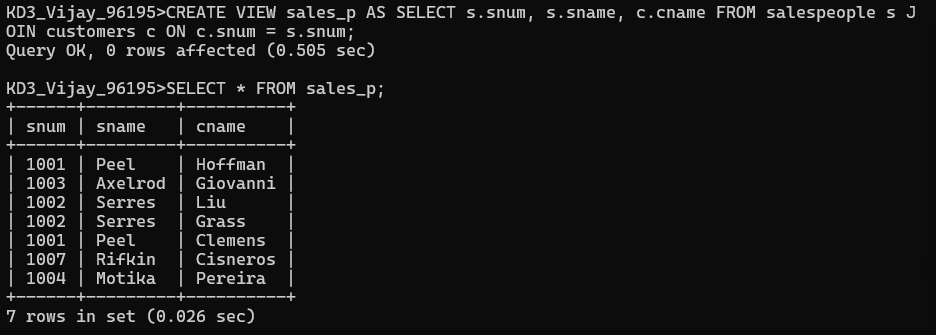 KD3_Vijay_96195>CREATE VIEW sales_p AS SELECT s.snum, s.sname, c.cname FROM salespeople s J
OIN customers c ON c.snum = s.snum;
Query OK, 0 rows affected (0.505 sec)

KD3_Vijay_96195>SELECT * FROM sales_p;
+------+---------+----------+
| snum | sname   | cname    |
+------+---------+----------+
| 1001 | Peel    | Hoffman  |
| 1003 | Axelrod | Giovanni |
| 1002 | Serres  | Liu      |
| 1002 | Serres  | Grass    |
| 1001 | Peel    | Clemens  |
| 1007 | Rifkin  | Cisneros |
| 1004 | Motika  | Pereira  |
+------+---------+----------+
7 rows in set (0.026 sec)